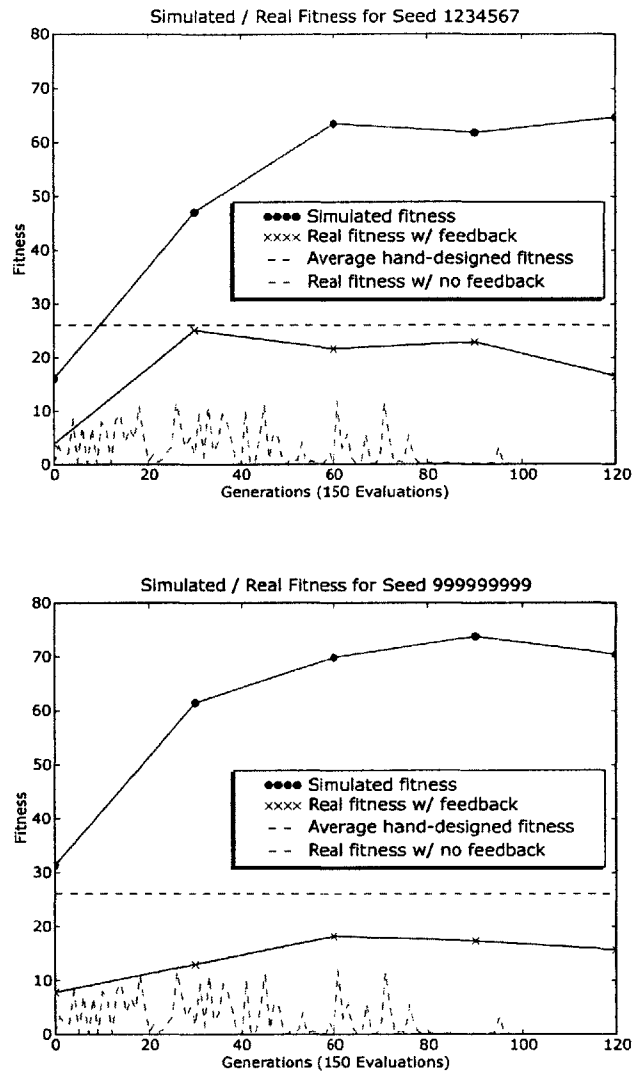 Simulated / Real Fitness for Seed 1234567
80
70
60
50
40
30
20
10
0
Fitness
Simulated fitness
Real fitness w/ feedback
Average hand-designed fitness
Real fitness w/ no feedback
0 20 40 60 80 100 120
Generations (150 Evaluations)
Simulated / Real Fitness for Seed 999999999
80
70
60
50
40
30
20
10
0
Fitness
Simulated fitness
Real fitness w/ feedback
Average hand-designed fitness
Real fitness w/ no feedback
0 20 40 60 80 100 120
Generations (150 Evaluations)